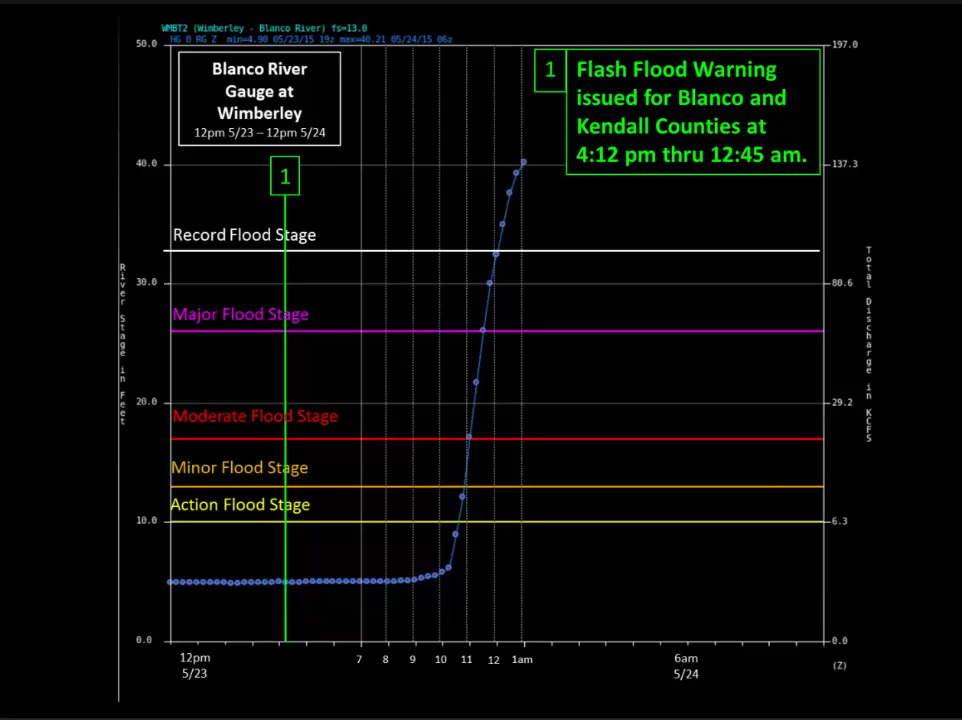 WMBT2 (Wimberley - Blanco River) fs=13.0
HG 0 RG Z min=4.90 05/23/15 19z max=40.21 05/24/15 06z
Blanco River
Gauge at
Wimberley
12pm 5/23 – 12pm 5/24
1
1
Flash Flood Warning
issued for Blanco and
Kendall Counties at
4:12 pm thru 12:45 am.
50.0
40.0
30.0
20.0
10.0
0.0
River Stage in Feet
Record Flood Stage
Major Flood Stage
Moderate Flood Stage
Minor Flood Stage
Action Flood Stage
197.0
137.3
80.6
29.2
6.3
0.0
Total Discharge in KCFS
12pm
5/23
7
8
9
10
11
12
1am
6am
5/24
(Z)